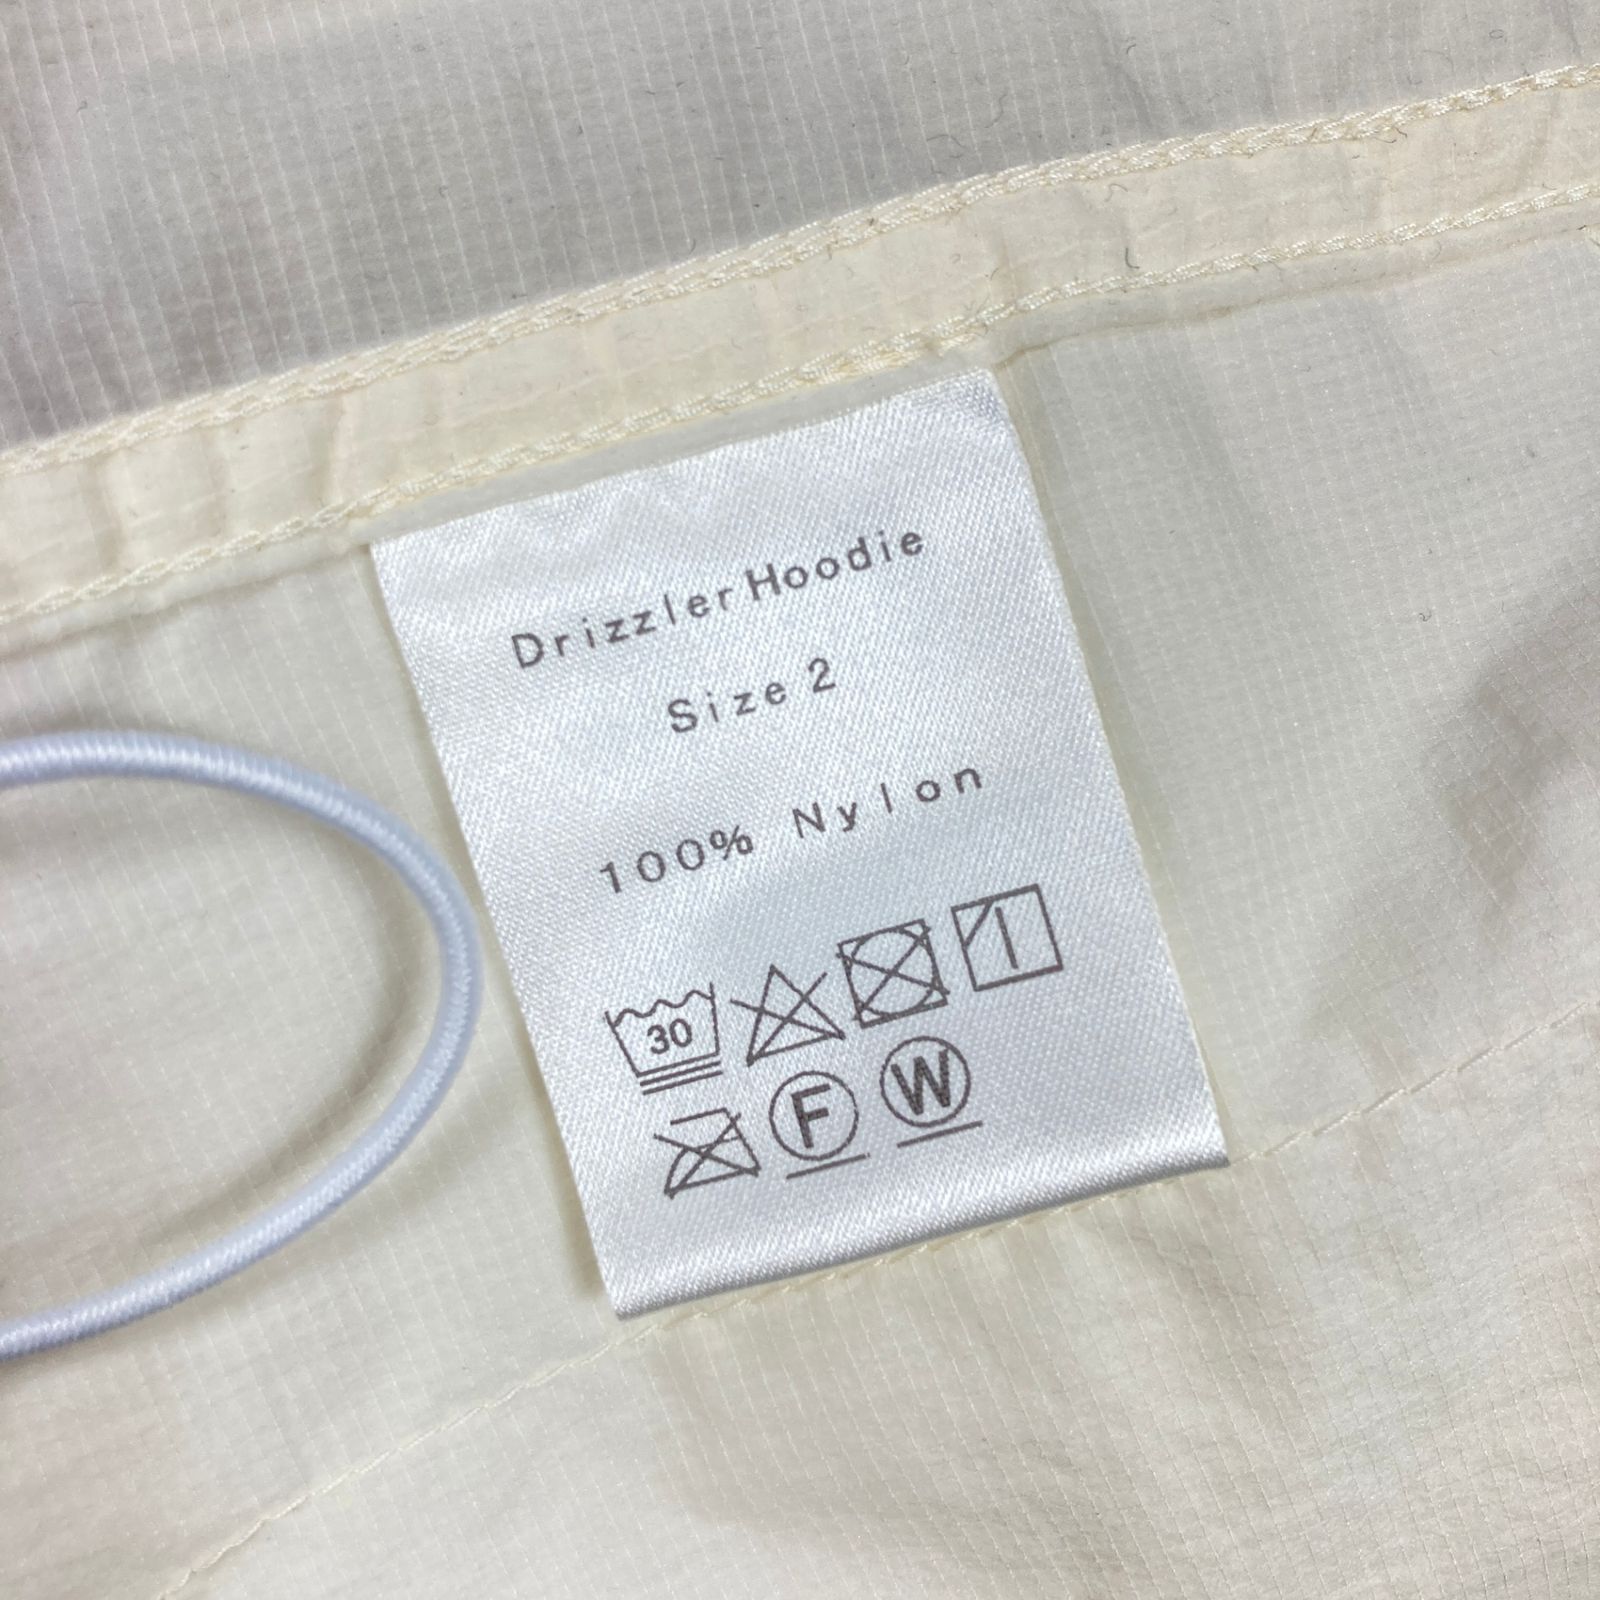 Drizzler Hoodie
Size 2
100% Nylon
30
F W